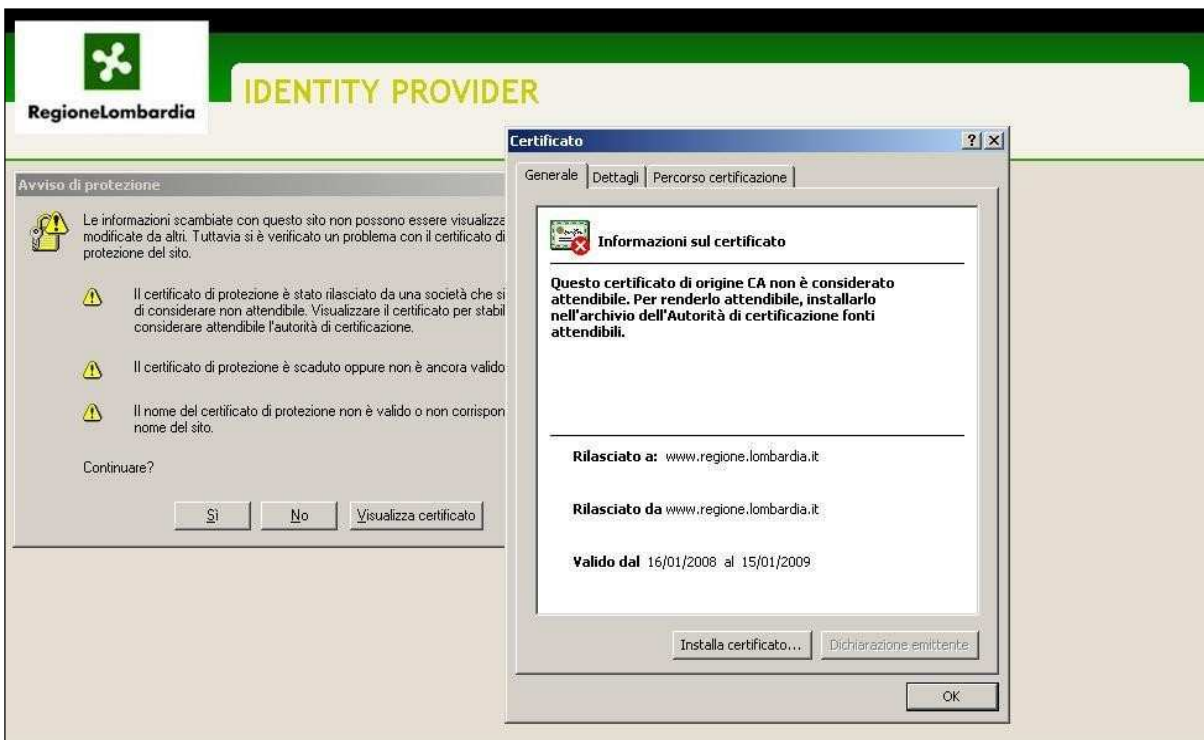 RegioneLombardia
IDENTITY PROVIDER
Avviso di protezione
Le informazioni scambiate con questo sito non possono essere visualizza
modificate da altri. Tuttavia si è verificato un problema con il certificato di
protezione del sito.
Il certificato di protezione è stato rilasciato da una società che si
di considerare non attendibile. Visualizzare il certificato per stabil
considerare attendibile l'autorità di certificazione.
Il certificato di protezione è scaduto oppure non è ancora valido
Il nome del certificato di protezione non è valido o non corrispon
nome del sito.
Continuare?
Sì No Visualizza certificato
Certificato
Generale Dettagli Percorso certificazione
Informazioni sul certificato
Questo certificato di origine CA non è considerato
attendibile. Per renderlo attendibile, installarlo
nell'archivio dell'Autorità di certificazione fonti
attendibili.
Rilasciato a: www.regione.lombardia.it
Rilasciato da www.regione.lombardia.it
Valido dal 16/01/2008 al 15/01/2009
Installa certificato... Dichiarazione emittente
OK